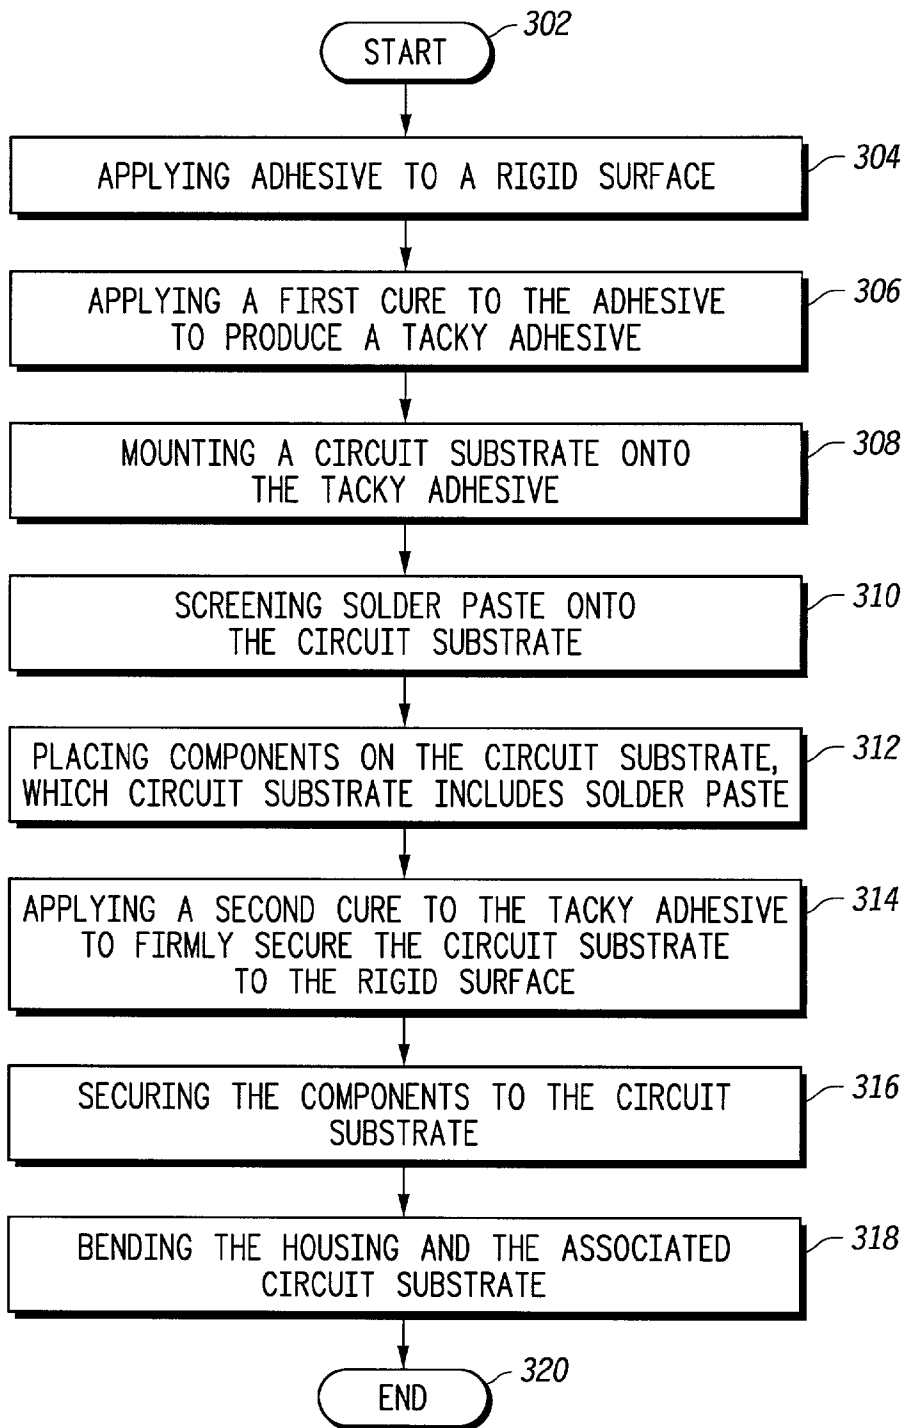 START
302
APPLYING ADHESIVE TO A RIGID SURFACE
304
APPLYING A FIRST CURE TO THE ADHESIVE
TO PRODUCE A TACKY ADHESIVE
306
MOUNTING A CIRCUIT SUBSTRATE ONTO
THE TACKY ADHESIVE
308
SCREENING SOLDER PASTE ONTO
THE CIRCUIT SUBSTRATE
310
PLACING COMPONENTS ON THE CIRCUIT SUBSTRATE,
WHICH CIRCUIT SUBSTRATE INCLUDES SOLDER PASTE
312
APPLYING A SECOND CURE TO THE TACKY ADHESIVE
TO FIRMLY SECURE THE CIRCUIT SUBSTRATE
TO THE RIGID SURFACE
314
SECURING THE COMPONENTS TO THE CIRCUIT
SUBSTRATE
316
BENDING THE HOUSING AND THE ASSOCIATED
CIRCUIT SUBSTRATE
318
END
320